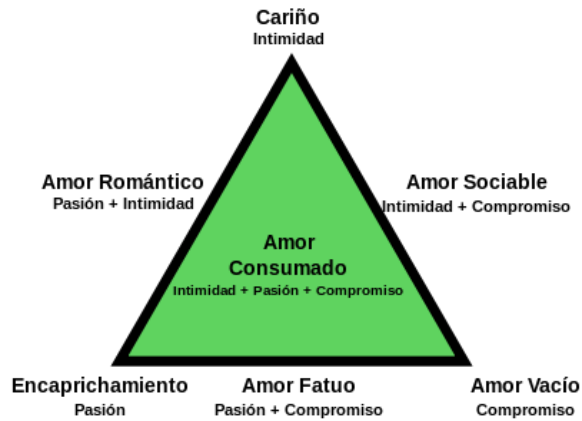 Cariño
Intimidad
Amor Romántico
Pasión + Intimidad
Amor Sociable
Intimidad + Compromiso
Amor
Consumado
Intimidad + Pasión + Compromiso
Encaprichamiento
Pasión
Amor Fatuo
Pasión + Compromiso
Amor Vacío
Compromiso